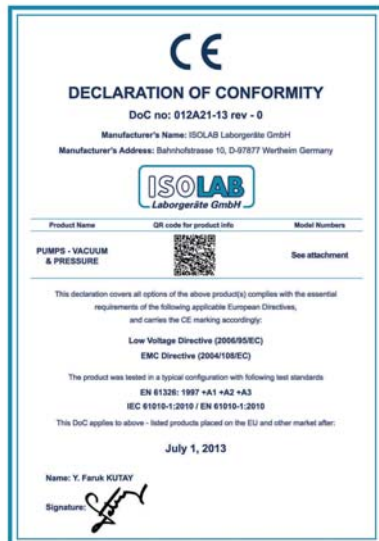 CE
DECLARATION OF CONFORMITY
DoC no: 012A21-13 rev - 0
Manufacturer's Name: ISOLAB Laborgeräte GmbH
Manufacturer's Address: Bahnhofstrasse 10, D-97877 Wertheim Germany
ISOLAB
Laborgeräte GmbH
Product Name QR code for product info Model Numbers
PUMPS - VACUUM
& PRESSURE
See attachment
This declaration covers all options of the above product(s) complies with the essential
requirements of the following applicable European Directives,
and carries the CE marking accordingly:
Low Voltage Directive (2006/95/EC)
EMC Directive (2004/108/EC)
The product was tested in a typical configuration with following test standards
EN 61326: 1997 +A1 +A2 +A3
IEC 61010-1:2010 / EN 61010-1:2010
This DoC applies to above - listed products placed on the EU and other market after:
July 1, 2013
Name: Y. Faruk KUTAY
Signature: